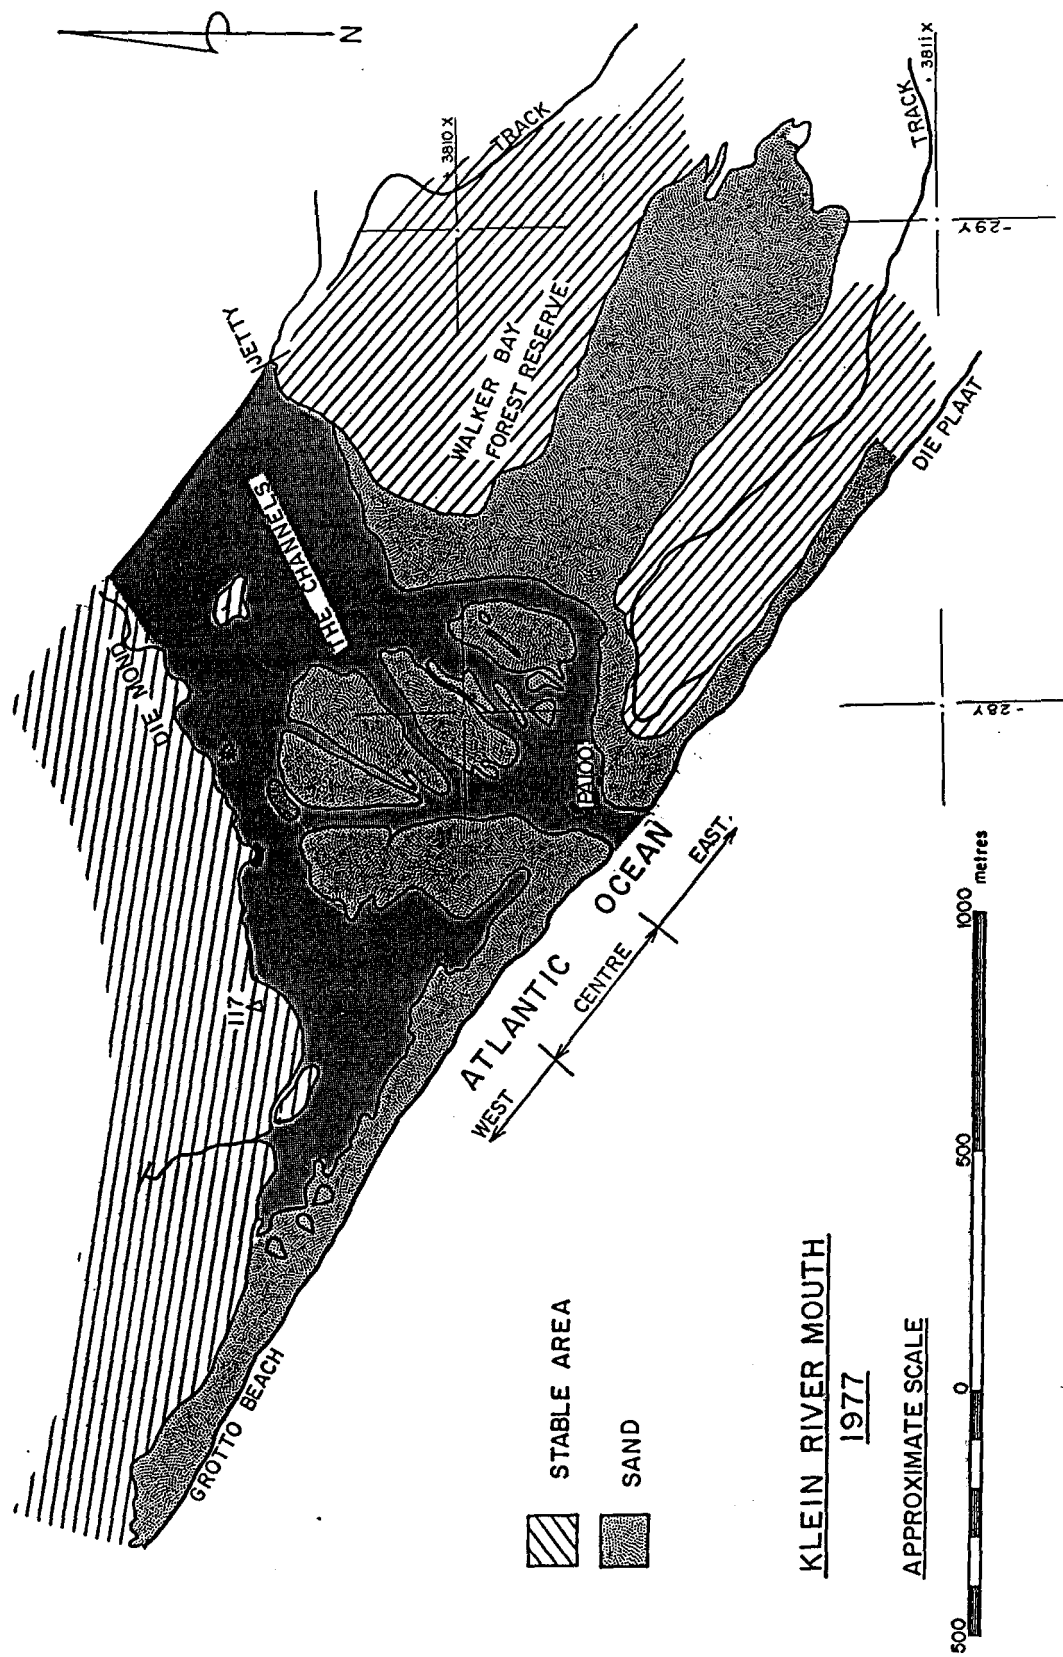 N
TRACK
3810 X
TRACK
3811 X
-29Y
JETTY
WALKER BAY
FOREST RESERVE
DIE PLAAT
THE CHANNELS
DIE MOND
-28Y
PA100
117
ATLANTIC OCEAN
WEST
CENTRE
EAST
GROTTO BEACH
STABLE AREA
SAND
KLEIN RIVER MOUTH
1977
APPROXIMATE SCALE
500 0 500 1000
metres